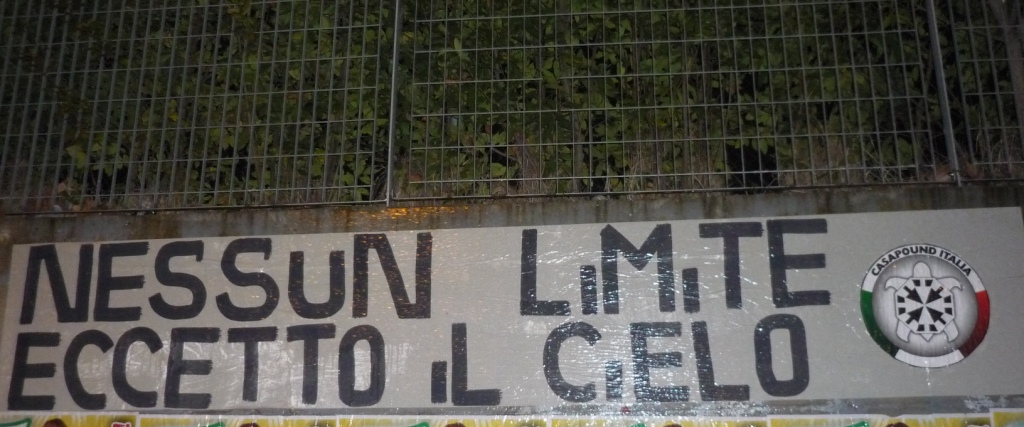 NESSUN LiMiTE
ECCETTO iL CiELO
CASAPOUND ITALIA